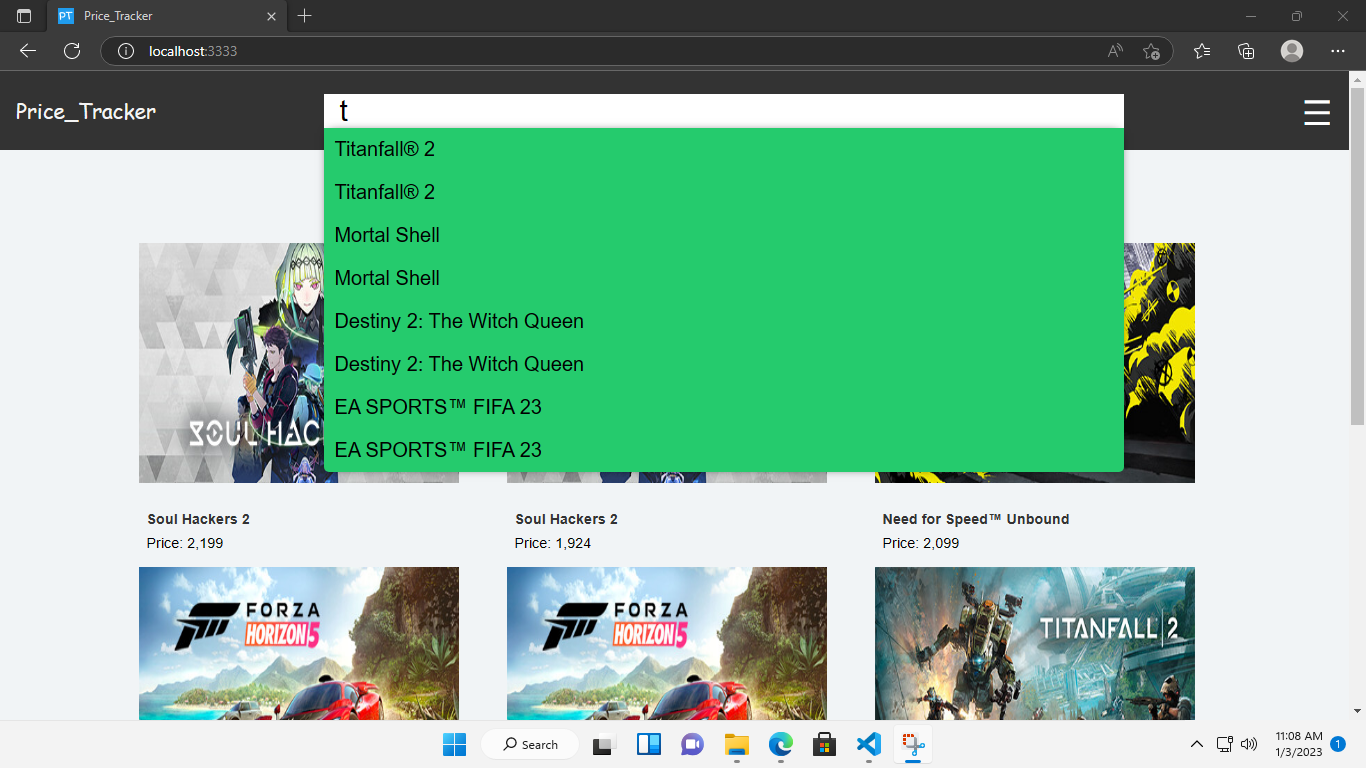 PT Price_Tracker
localhost:3333
Price_Tracker
t
Titanfall® 2
Titanfall® 2
Mortal Shell
Mortal Shell
Destiny 2: The Witch Queen
Destiny 2: The Witch Queen
EA SPORTS™ FIFA 23
EA SPORTS™ FIFA 23
SOUL HAC
Soul Hackers 2
Price: 2,199
Soul Hackers 2
Price: 1,924
Need for Speed™ Unbound
Price: 2,099
FORZA
HORIZON 5
FORZA
HORIZON 5
TITANFALL 2
Search
11:08 AM
1/3/2023
1